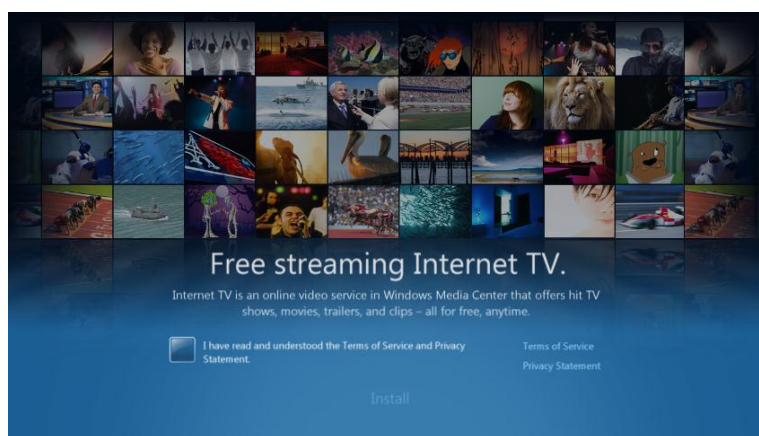 Free streaming Internet TV.
Internet TV is an online video service in Windows Media Center that offers hit TV
shows, movies, trailers, and clips – all for free, anytime.
I have read and understood the Terms of Service and Privacy
Statement.
Terms of Service
Privacy Statement
Install